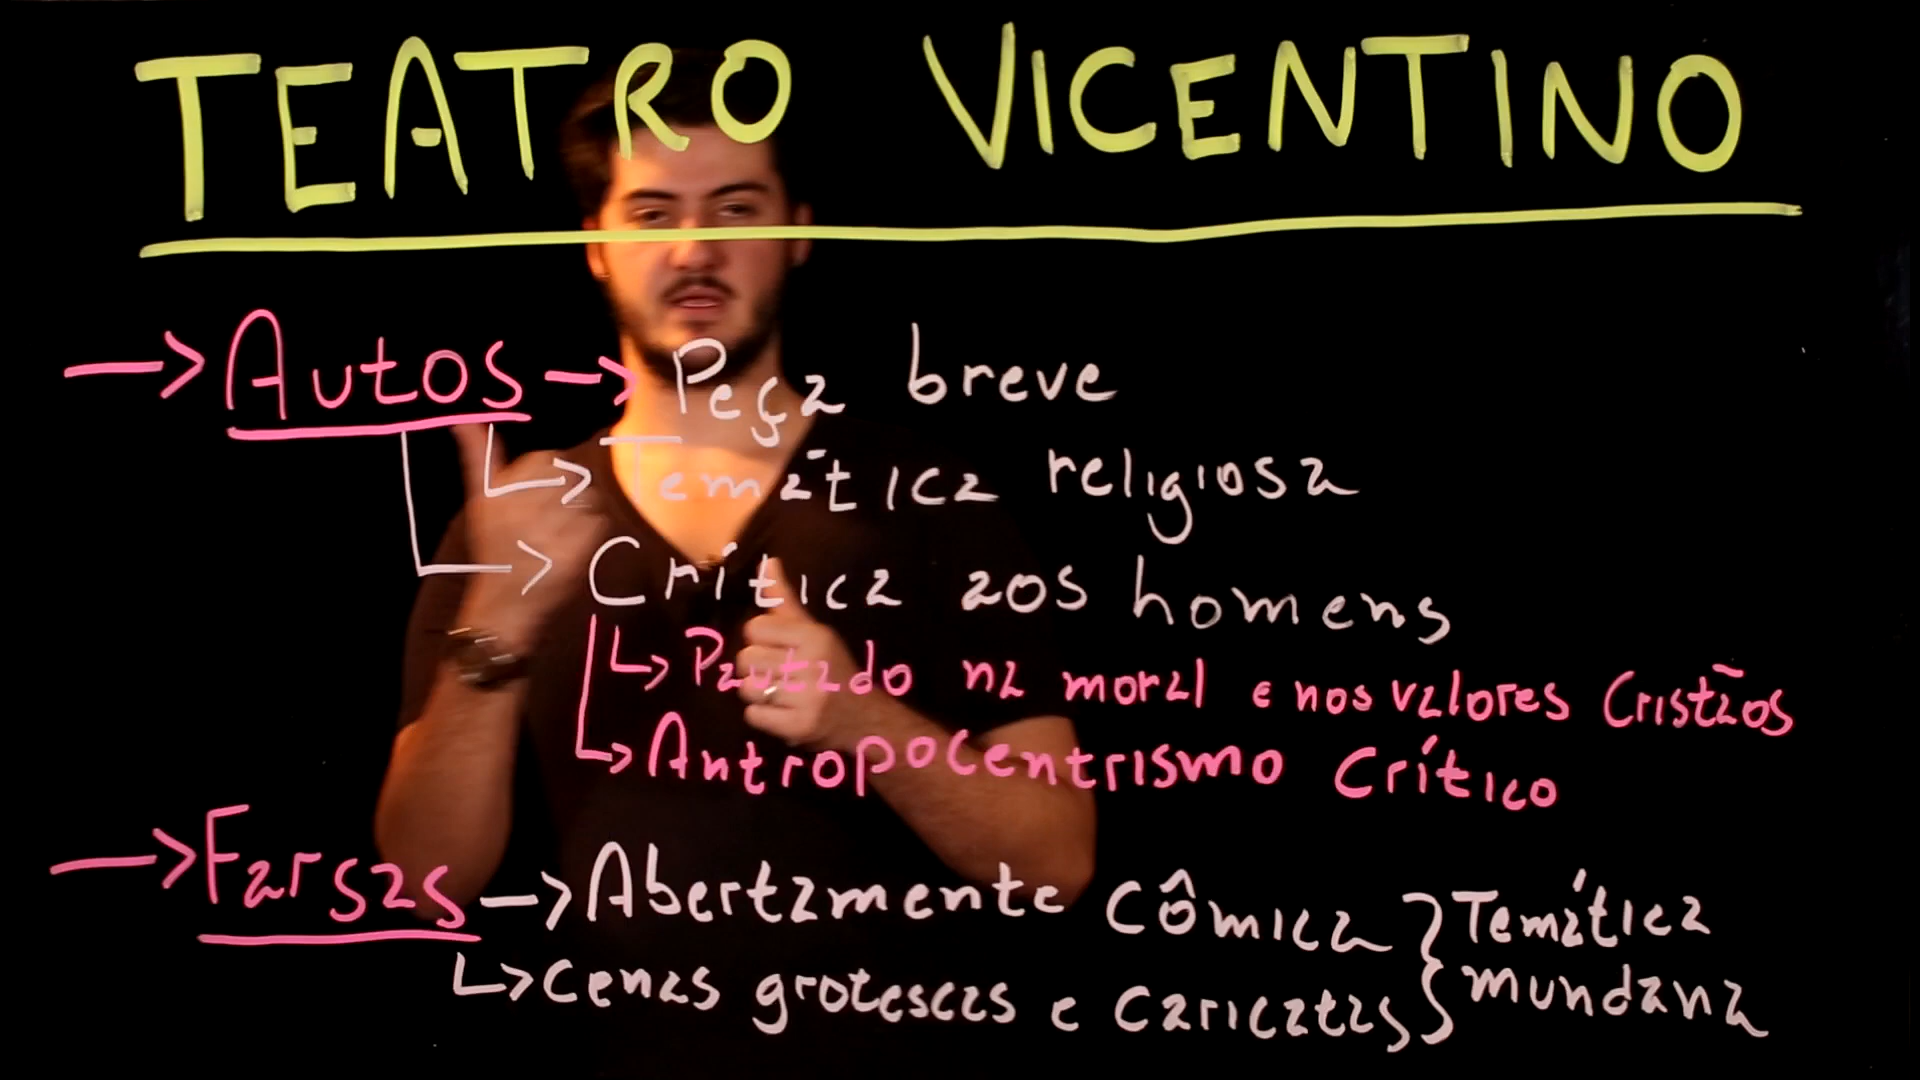 TEATRO VICENTINO
Autos Peça breve
Temática religiosa
Crítica aos homens
Pautado na moral e nos valores Cristãos
Antropocentrismo Crítico
Farsas Abertamente Cômica Temática
Cenas grotescas e caricatas mundana